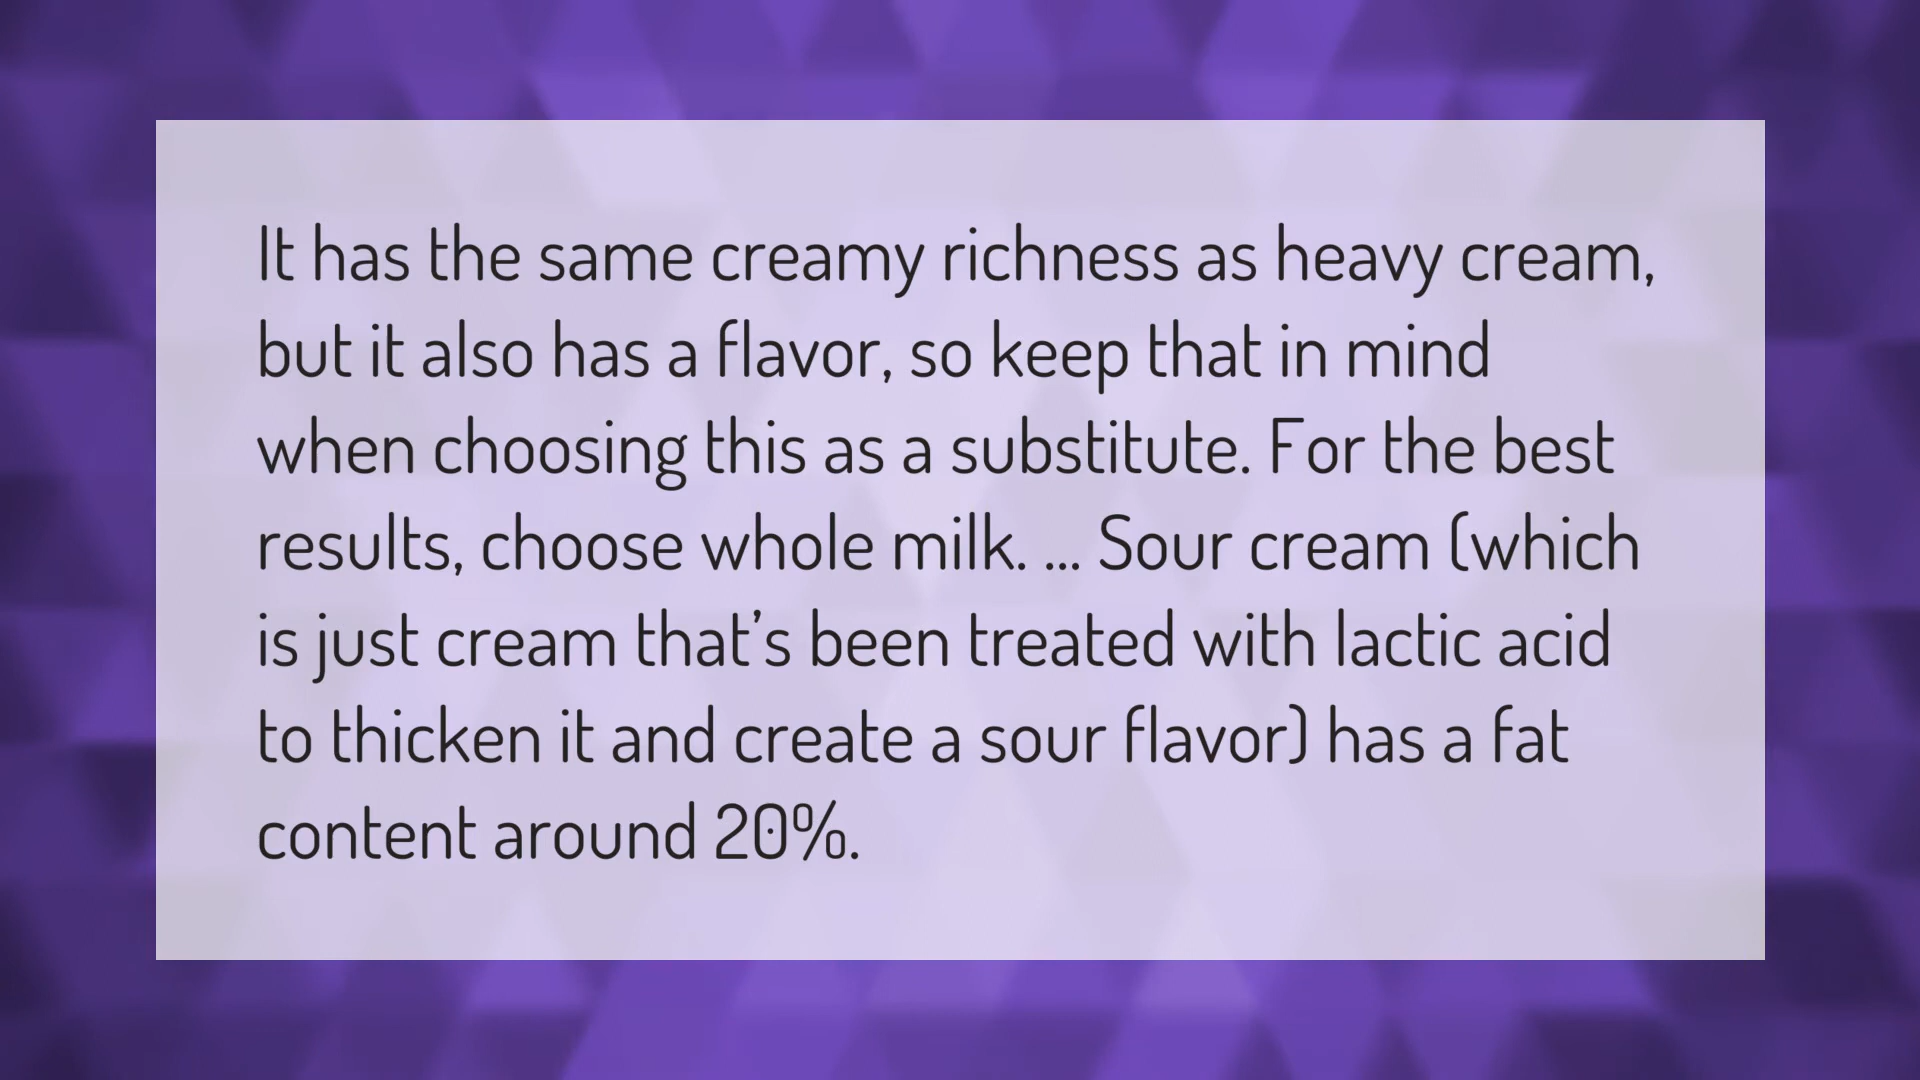 It has the same creamy richness as heavy cream,
but it also has a flavor, so keep that in mind
when choosing this as a substitute. For the best
results, choose whole milk. ... Sour cream (which
is just cream that’s been treated with lactic acid
to thicken it and create a sour flavor) has a fat
content around 20%.